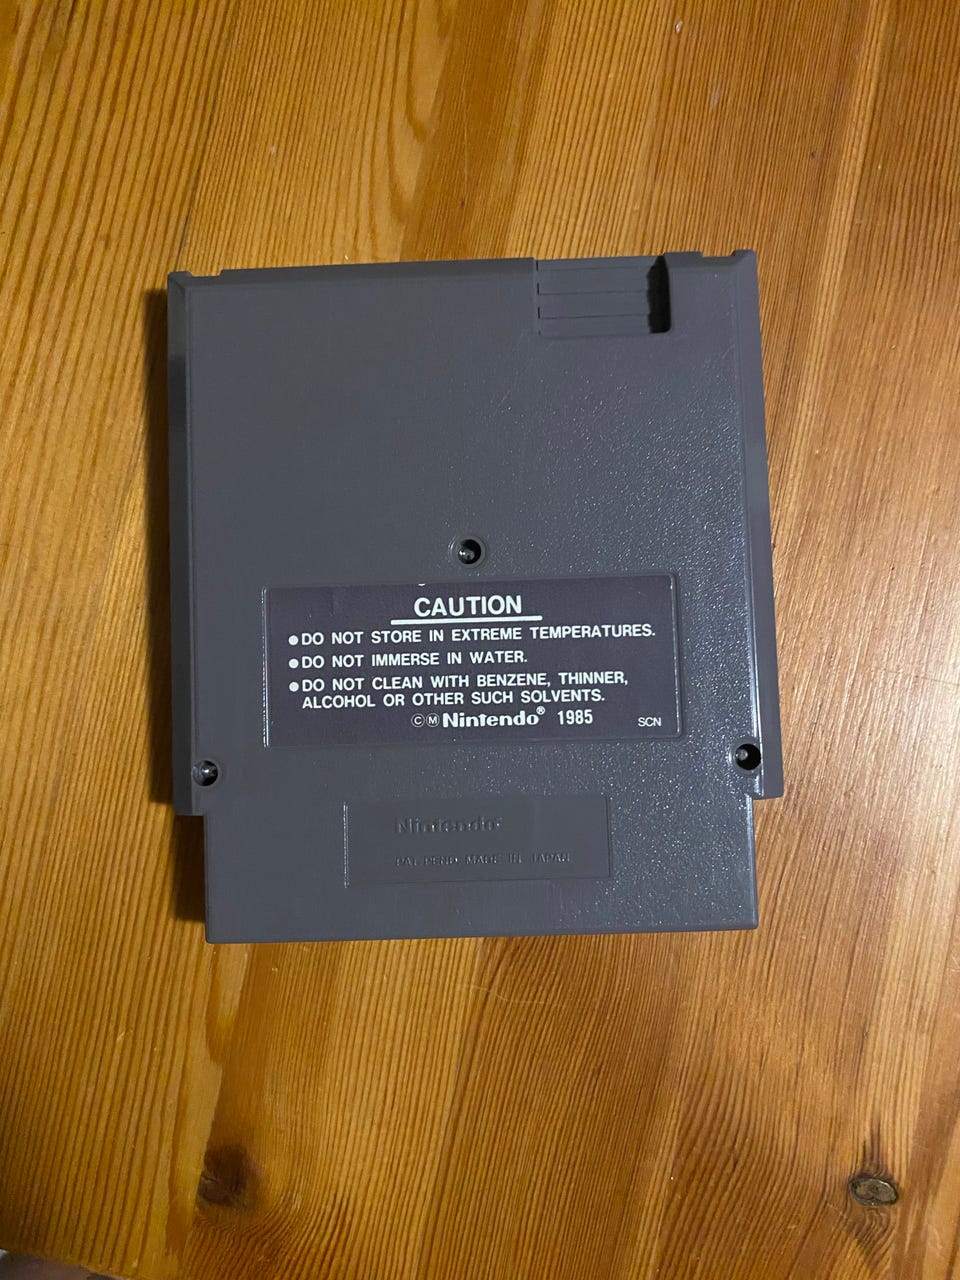 CAUTION
●DO NOT STORE IN EXTREME TEMPERATURES.
●DO NOT IMMERSE IN WATER.
●DO NOT CLEAN WITH BENZENE, THINNER,
ALCOHOL OR OTHER SUCH SOLVENTS.
©ⓂNintendo® 1985 SCN
Nintendo®
PAT. PEND. MADE IN JAPAN